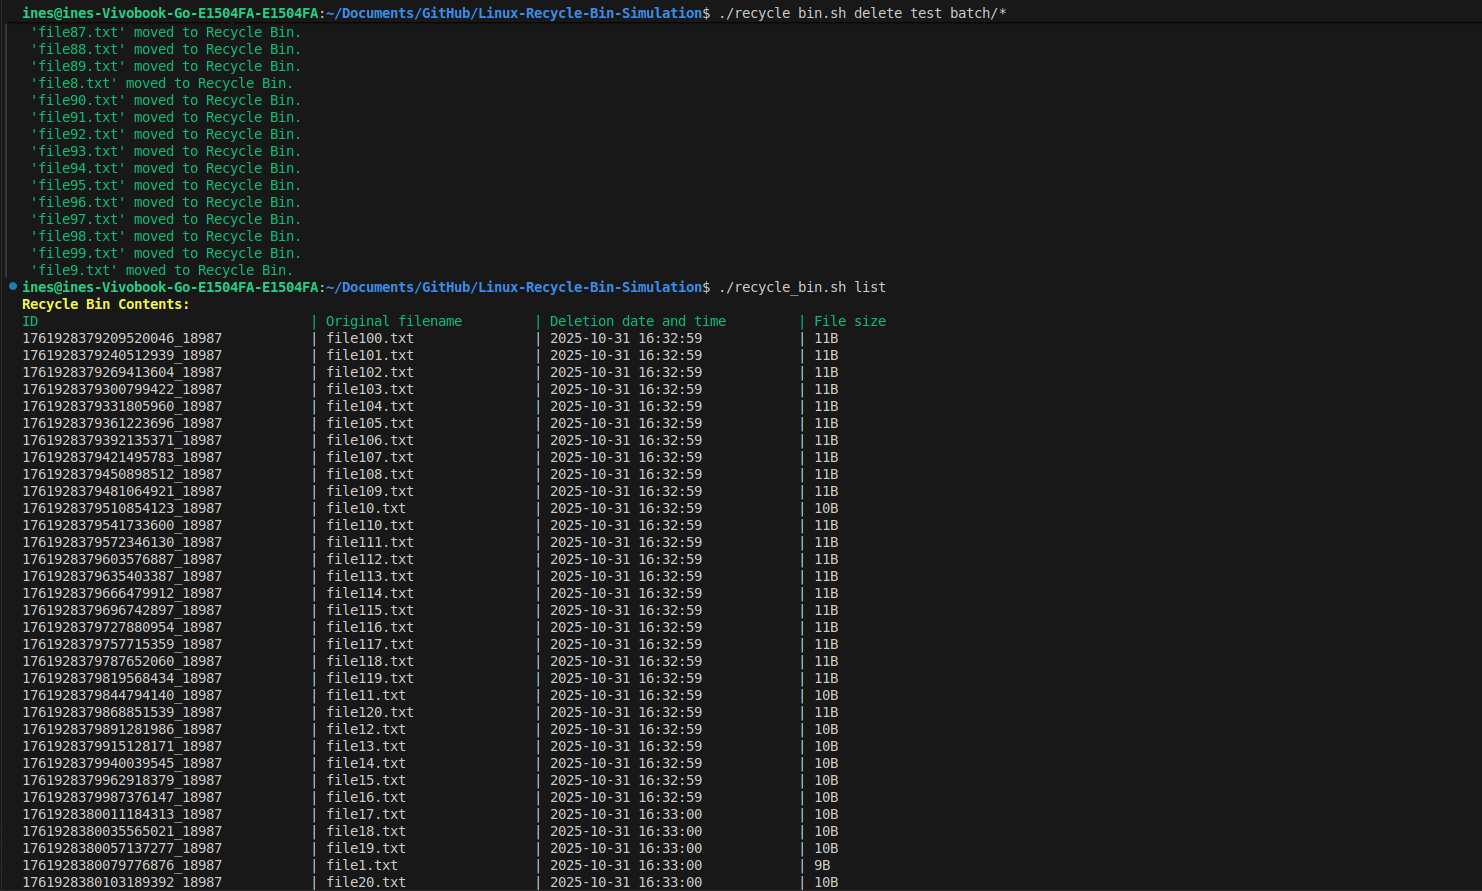 ines@ines-Vivobook-Go-E1504FA-E1504FA:~/Documents/GitHub/Linux-Recycle-Bin-Simulation$ ./recycle_bin.sh delete test_batch/*
'file87.txt' moved to Recycle Bin.
'file88.txt' moved to Recycle Bin.
'file89.txt' moved to Recycle Bin.
'file8.txt' moved to Recycle Bin.
'file90.txt' moved to Recycle Bin.
'file91.txt' moved to Recycle Bin.
'file92.txt' moved to Recycle Bin.
'file93.txt' moved to Recycle Bin.
'file94.txt' moved to Recycle Bin.
'file95.txt' moved to Recycle Bin.
'file96.txt' moved to Recycle Bin.
'file97.txt' moved to Recycle Bin.
'file98.txt' moved to Recycle Bin.
'file99.txt' moved to Recycle Bin.
'file9.txt' moved to Recycle Bin.
ines@ines-Vivobook-Go-E1504FA-E1504FA:~/Documents/GitHub/Linux-Recycle-Bin-Simulation$ ./recycle_bin.sh list
Recycle Bin Contents:
ID | Original filename | Deletion date and time | File size
1761928379209520046_18987 | file100.txt | 2025-10-31 16:32:59 | 11B
1761928379240512939_18987 | file101.txt | 2025-10-31 16:32:59 | 11B
1761928379269413604_18987 | file102.txt | 2025-10-31 16:32:59 | 11B
1761928379300799422_18987 | file103.txt | 2025-10-31 16:32:59 | 11B
1761928379331805960_18987 | file104.txt | 2025-10-31 16:32:59 | 11B
1761928379361223696_18987 | file105.txt | 2025-10-31 16:32:59 | 11B
1761928379392135371_18987 | file106.txt | 2025-10-31 16:32:59 | 11B
1761928379421495783_18987 | file107.txt | 2025-10-31 16:32:59 | 11B
1761928379450898512_18987 | file108.txt | 2025-10-31 16:32:59 | 11B
1761928379481064921_18987 | file109.txt | 2025-10-31 16:32:59 | 11B
1761928379510854123_18987 | file10.txt | 2025-10-31 16:32:59 | 10B
1761928379541733600_18987 | file110.txt | 2025-10-31 16:32:59 | 11B
1761928379572346130_18987 | file111.txt | 2025-10-31 16:32:59 | 11B
1761928379603576887_18987 | file112.txt | 2025-10-31 16:32:59 | 11B
1761928379635403387_18987 | file113.txt | 2025-10-31 16:32:59 | 11B
1761928379666479912_18987 | file114.txt | 2025-10-31 16:32:59 | 11B
1761928379696742897_18987 | file115.txt | 2025-10-31 16:32:59 | 11B
1761928379727880954_18987 | file116.txt | 2025-10-31 16:32:59 | 11B
1761928379757715359_18987 | file117.txt | 2025-10-31 16:32:59 | 11B
1761928379787652060_18987 | file118.txt | 2025-10-31 16:32:59 | 11B
1761928379819568434_18987 | file119.txt | 2025-10-31 16:32:59 | 11B
1761928379844794140_18987 | file11.txt | 2025-10-31 16:32:59 | 10B
1761928379868851539_18987 | file120.txt | 2025-10-31 16:32:59 | 11B
1761928379891281986_18987 | file12.txt | 2025-10-31 16:32:59 | 10B
1761928379915128171_18987 | file13.txt | 2025-10-31 16:32:59 | 10B
1761928379940039545_18987 | file14.txt | 2025-10-31 16:32:59 | 10B
1761928379962918379_18987 | file15.txt | 2025-10-31 16:32:59 | 10B
1761928379987376147_18987 | file16.txt | 2025-10-31 16:32:59 | 10B
1761928380011184313_18987 | file17.txt | 2025-10-31 16:33:00 | 10B
1761928380035565021_18987 | file18.txt | 2025-10-31 16:33:00 | 10B
1761928380057137277_18987 | file19.txt | 2025-10-31 16:33:00 | 10B
1761928380079776876_18987 | file1.txt | 2025-10-31 16:33:00 | 9B
1761928380103189392_18987 | file20.txt | 2025-10-31 16:33:00 | 10B